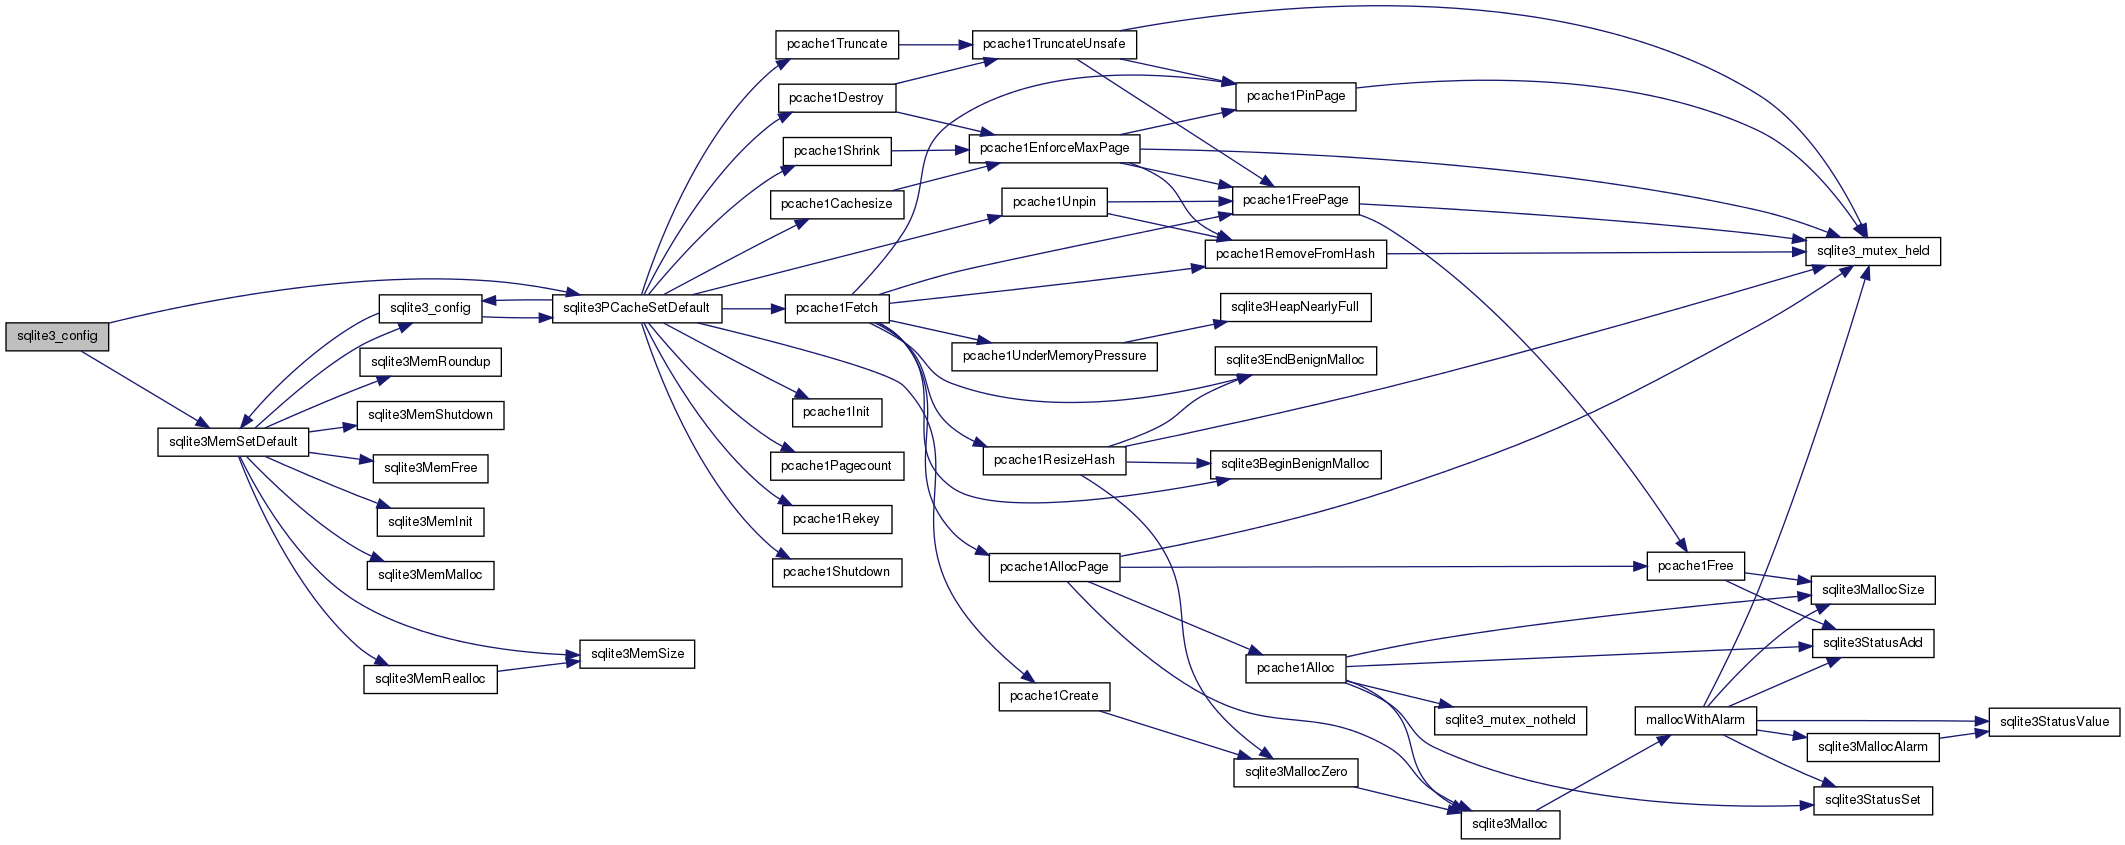 sqlite3_config
sqlite3MemSetDefault
sqlite3_config
sqlite3MemRoundup
sqlite3MemShutdown
sqlite3MemFree
sqlite3MemInit
sqlite3MemMalloc
sqlite3MemRealloc
sqlite3PCacheSetDefault
sqlite3MemSize
pcache1Truncate
pcache1Destroy
pcache1Shrink
pcache1Cachesize
pcache1Fetch
pcache1Init
pcache1Pagecount
pcache1Rekey
pcache1Shutdown
pcache1TruncateUnsafe
pcache1EnforceMaxPage
pcache1Unpin
pcache1UnderMemoryPressure
pcache1ResizeHash
pcache1AllocPage
pcache1Create
pcache1PinPage
pcache1FreePage
pcache1RemoveFromHash
sqlite3HeapNearlyFull
sqlite3EndBenignMalloc
sqlite3BeginBenignMalloc
pcache1Alloc
sqlite3MallocZero
sqlite3_mutex_notheld
sqlite3Malloc
pcache1Free
mallocWithAlarm
sqlite3_mutex_held
sqlite3MallocSize
sqlite3StatusAdd
sqlite3MallocAlarm
sqlite3StatusSet
sqlite3StatusValue